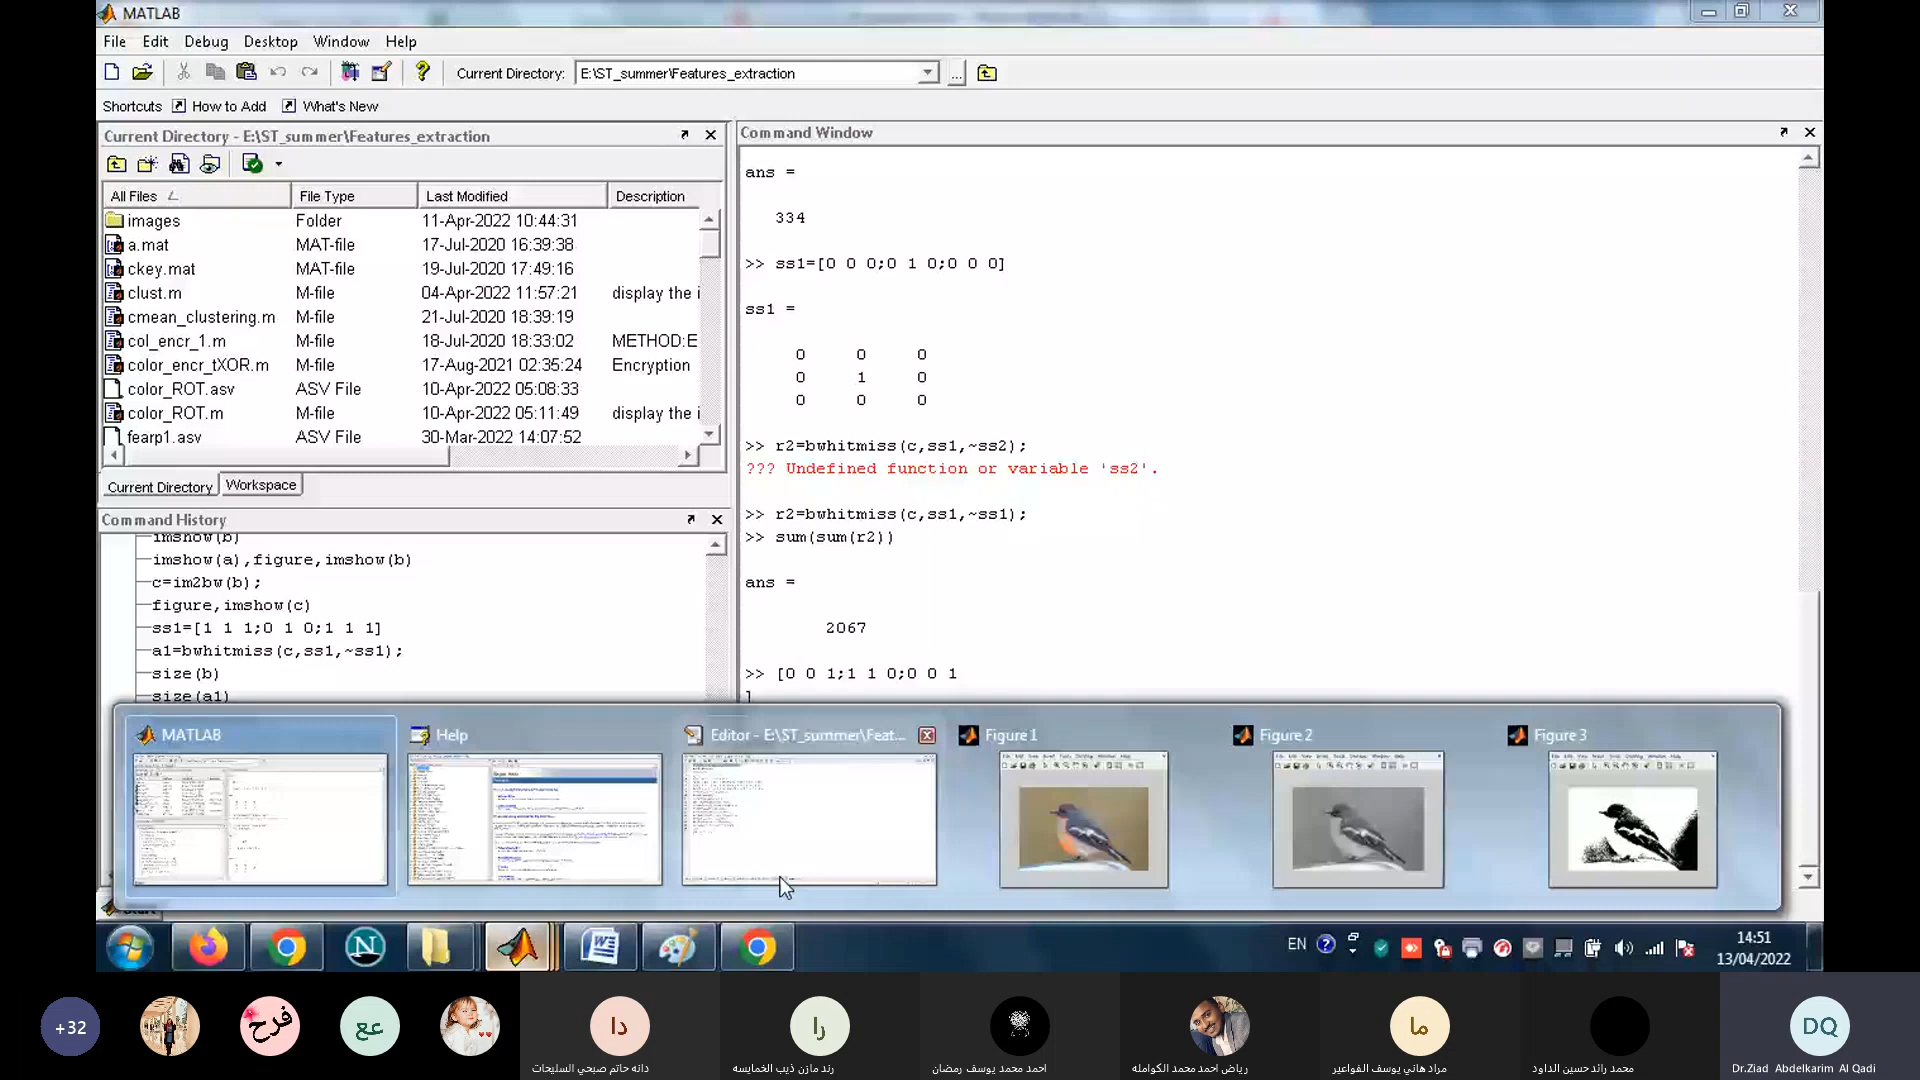 MATLAB
File Edit Debug Desktop Window Help
Current Directory: E:\ST_summer\Features_extraction ...
Shortcuts How to Add What's New
Current Directory - E:\ST_summer\Features_extraction
All Files File Type Last Modified Description
images Folder 11-Apr-2022 10:44:31
a.mat MAT-file 17-Jul-2020 16:39:38
ckey.mat MAT-file 19-Jul-2020 17:49:16
clust.m M-file 04-Apr-2022 11:57:21 display the i
cmean_clustering.m M-file 21-Jul-2020 18:39:19
col_encr_1.m M-file 18-Jul-2020 18:33:02 METHOD:E
color_encr_tXOR.m M-file 17-Aug-2021 02:35:24 Encryption
color_ROT.asv ASV File 10-Apr-2022 05:08:33
color_ROT.m M-file 10-Apr-2022 05:11:49 display the i
fearp1.asv ASV File 30-Mar-2022 14:07:52
Current Directory Workspace
Command History
imshow(b)
imshow(a),figure,imshow(b)
c=im2bw(b);
figure,imshow(c)
ss1=[1 1 1;0 1 0;1 1 1]
a1=bwhitmiss(c,ss1,~ss1);
size(b)
size(a1)
Command Window
ans =
334
>> ss1=[0 0 0;0 1 0;0 0 0]
ss1 =
0 0 0
0 1 0
0 0 0
>> r2=bwhitmiss(c,ss1,~ss2);
??? Undefined function or variable 'ss2'.
>> r2=bwhitmiss(c,ss1,~ss1);
>> sum(sum(r2))
ans =
2067
>> [0 0 1;1 1 0;0 0 1
]
MATLAB
Help
Editor - E:\ST_summer\Feat...
Figure 1
Figure 2
Figure 3
EN
14:51
13/04/2022
+32
فرح
عع
دا
را
ما
DQ
دانه حاتم صبحي السليحات
رند مازن ذيب الخمايسه
احمد محمد يوسف رمضان
رياض احمد محمد الكوامله
مراد هاني يوسف الفواعير
محمد رائد حسين الداود
Dr.Ziad Abdelkarim Al Qadi